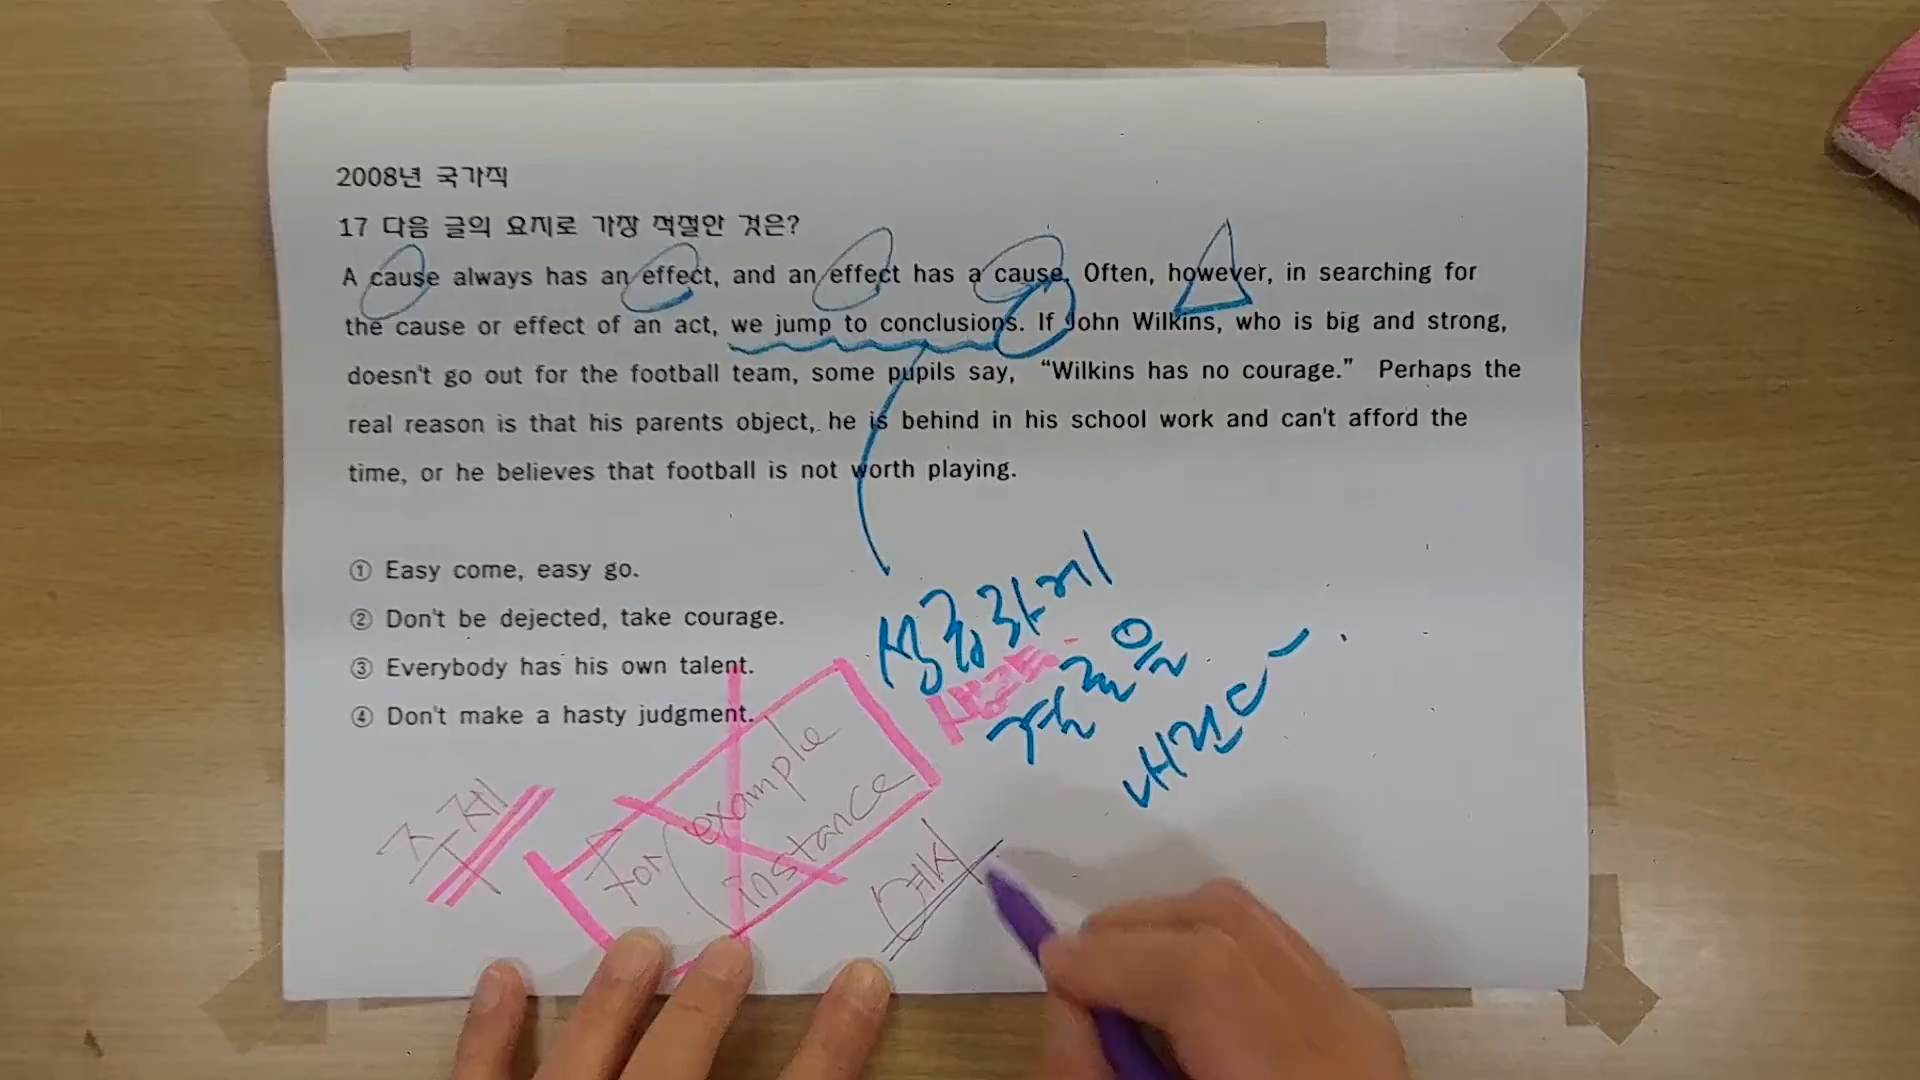 2008년 국가직
17 다음 글의 요지로 가장 적절한 것은?
A cause always has an effect, and an effect has a cause. Often, however, in searching for
the cause or effect of an act, we jump to conclusions. If John Wilkins, who is big and strong,
doesn't go out for the football team, some pupils say, “Wilkins has no courage.” Perhaps the
real reason is that his parents object, he is behind in his school work and can't afford the
time, or he believes that football is not worth playing.
① Easy come, easy go.
② Don't be dejected, take courage.
③ Everybody has his own talent.
④ Don't make a hasty judgment.
성급하게
결론을
내린다
주제
For (example
instance
예시